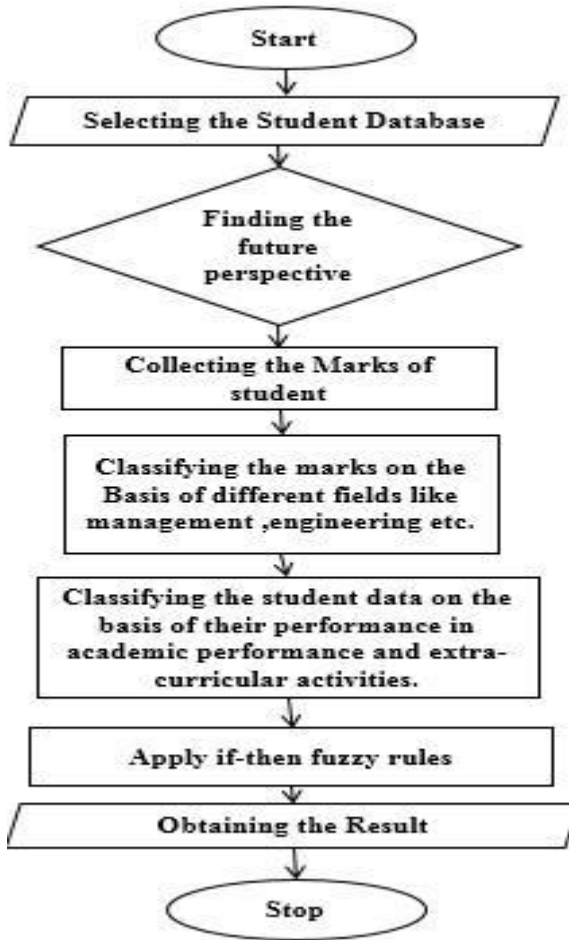 Start
Selecting the Student Database
Finding the
future
perspective
Collecting the Marks of
student
Classifying the marks on the
Basis of different fields like
management ,engineering etc.
Classifying the student data on the
basis of their performance in
academic performance and extra-
curricular activities.
Apply if-then fuzzy rules
Obtaining the Result
Stop